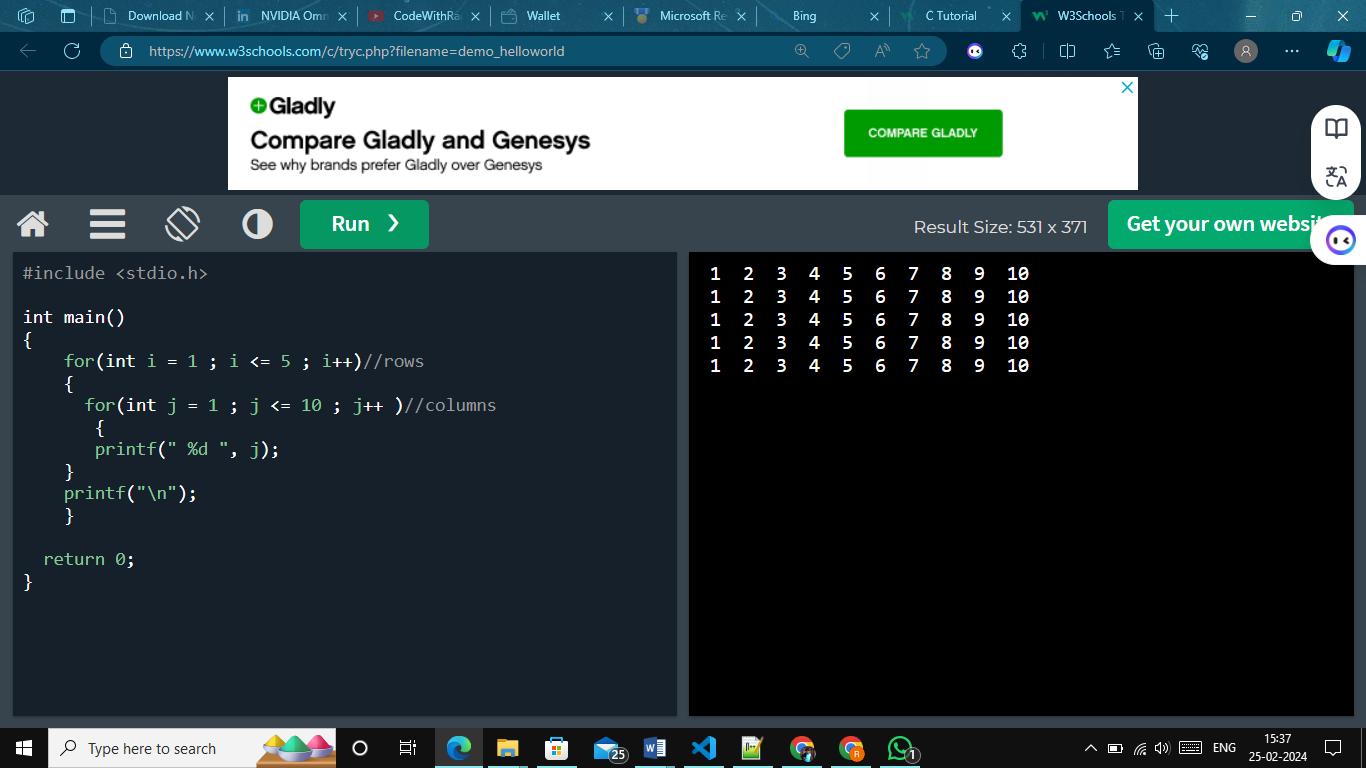 Download N
NVIDIA Omn
CodeWithRa
Wallet
Microsoft Re
Bing
C Tutorial
W3Schools T
https://www.w3schools.com/c/tryc.php?filename=demo_helloworld
Gladly
Compare Gladly and Genesys
See why brands prefer Gladly over Genesys
COMPARE GLADLY
Run ❯
Result Size: 531 x 371
Get your own websit
#include <stdio.h>
int main()
{
for(int i = 1 ; i <= 5 ; i++)//rows
{
for(int j = 1 ; j <= 10 ; j++ )//columns
{
printf(" %d ", j);
}
printf("\n");
}
return 0;
}
1 2 3 4 5 6 7 8 9 10
1 2 3 4 5 6 7 8 9 10
1 2 3 4 5 6 7 8 9 10
1 2 3 4 5 6 7 8 9 10
1 2 3 4 5 6 7 8 9 10
Type here to search
25
1
ENG
15:37
25-02-2024